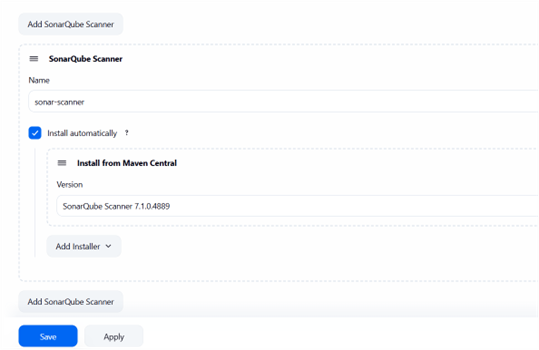 Add SonarQube Scanner
SonarQube Scanner
Name
sonar-scanner
Install automatically ?
Install from Maven Central
Version
SonarQube Scanner 7.1.0.4889
Add Installer
Add SonarQube Scanner
Save Apply